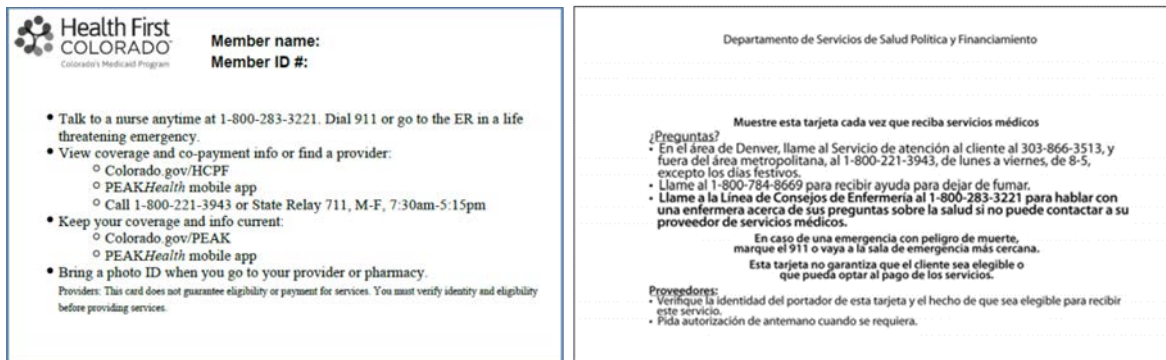 Health First
COLORADO
Colorado's Medicaid Program
Member name:
Member ID #:
• Talk to a nurse anytime at 1-800-283-3221. Dial 911 or go to the ER in a life
threatening emergency.
• View coverage and co-payment info or find a provider:
○ Colorado.gov/HCPF
○ PEAKHealth mobile app
○ Call 1-800-221-3943 or State Relay 711, M-F, 7:30am-5:15pm
• Keep your coverage and info current:
○ Colorado.gov/PEAK
○ PEAKHealth mobile app
• Bring a photo ID when you go to your provider or pharmacy.
Providers: This card does not guarantee eligibility or payment for services. You must verify identity and eligibility
before providing services.
Departamento de Servicios de Salud Política y Financiamiento
Muestre esta tarjeta cada vez que reciba servicios médicos
¿Preguntas?
• En el área de Denver, llame al Servicio de atención al cliente al 303-866-3513, y
fuera del área metropolitana, al 1-800-221-3943, de lunes a viernes, de 8-5,
excepto los días festivos.
• Llame al 1-800-784-8669 para recibir ayuda para dejar de fumar.
• Llame a la Línea de Consejos de Enfermería al 1-800-283-3221 para hablar con
una enfermera acerca de sus preguntas sobre la salud si no puede contactar a su
proveedor de servicios médicos.
En caso de una emergencia con peligro de muerte,
marque el 911 o vaya a la sala de emergencia más cercana.
Esta tarjeta no garantiza que el cliente sea elegible o
que pueda optar al pago de los servicios.
Proveedores:
• Verifique la identidad del portador de esta tarjeta y el hecho de que sea elegible para recibir
este servicio.
• Pida autorización de antemano cuando se requiera.